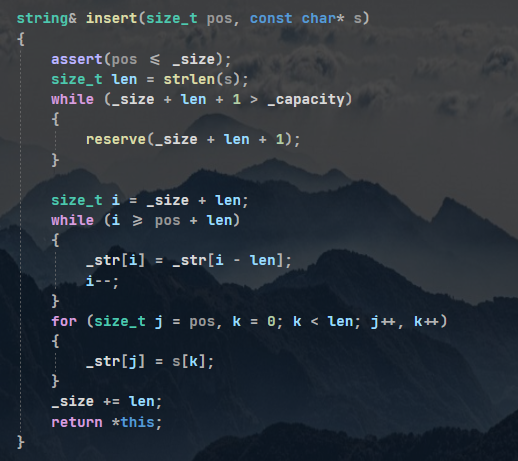 string& insert(size_t pos, const char* s)
{
    assert(pos <= _size);
    size_t len = strlen(s);
    while (_size + len + 1 > _capacity)
    {
        reserve(_size + len + 1);
    }

    size_t i = _size + len;
    while (i >= pos + len)
    {
        _str[i] = _str[i - len];
        i--;
    }
    for (size_t j = pos, k = 0; k < len; j++, k++)
    {
        _str[j] = s[k];
    }
    _size += len;
    return *this;
}